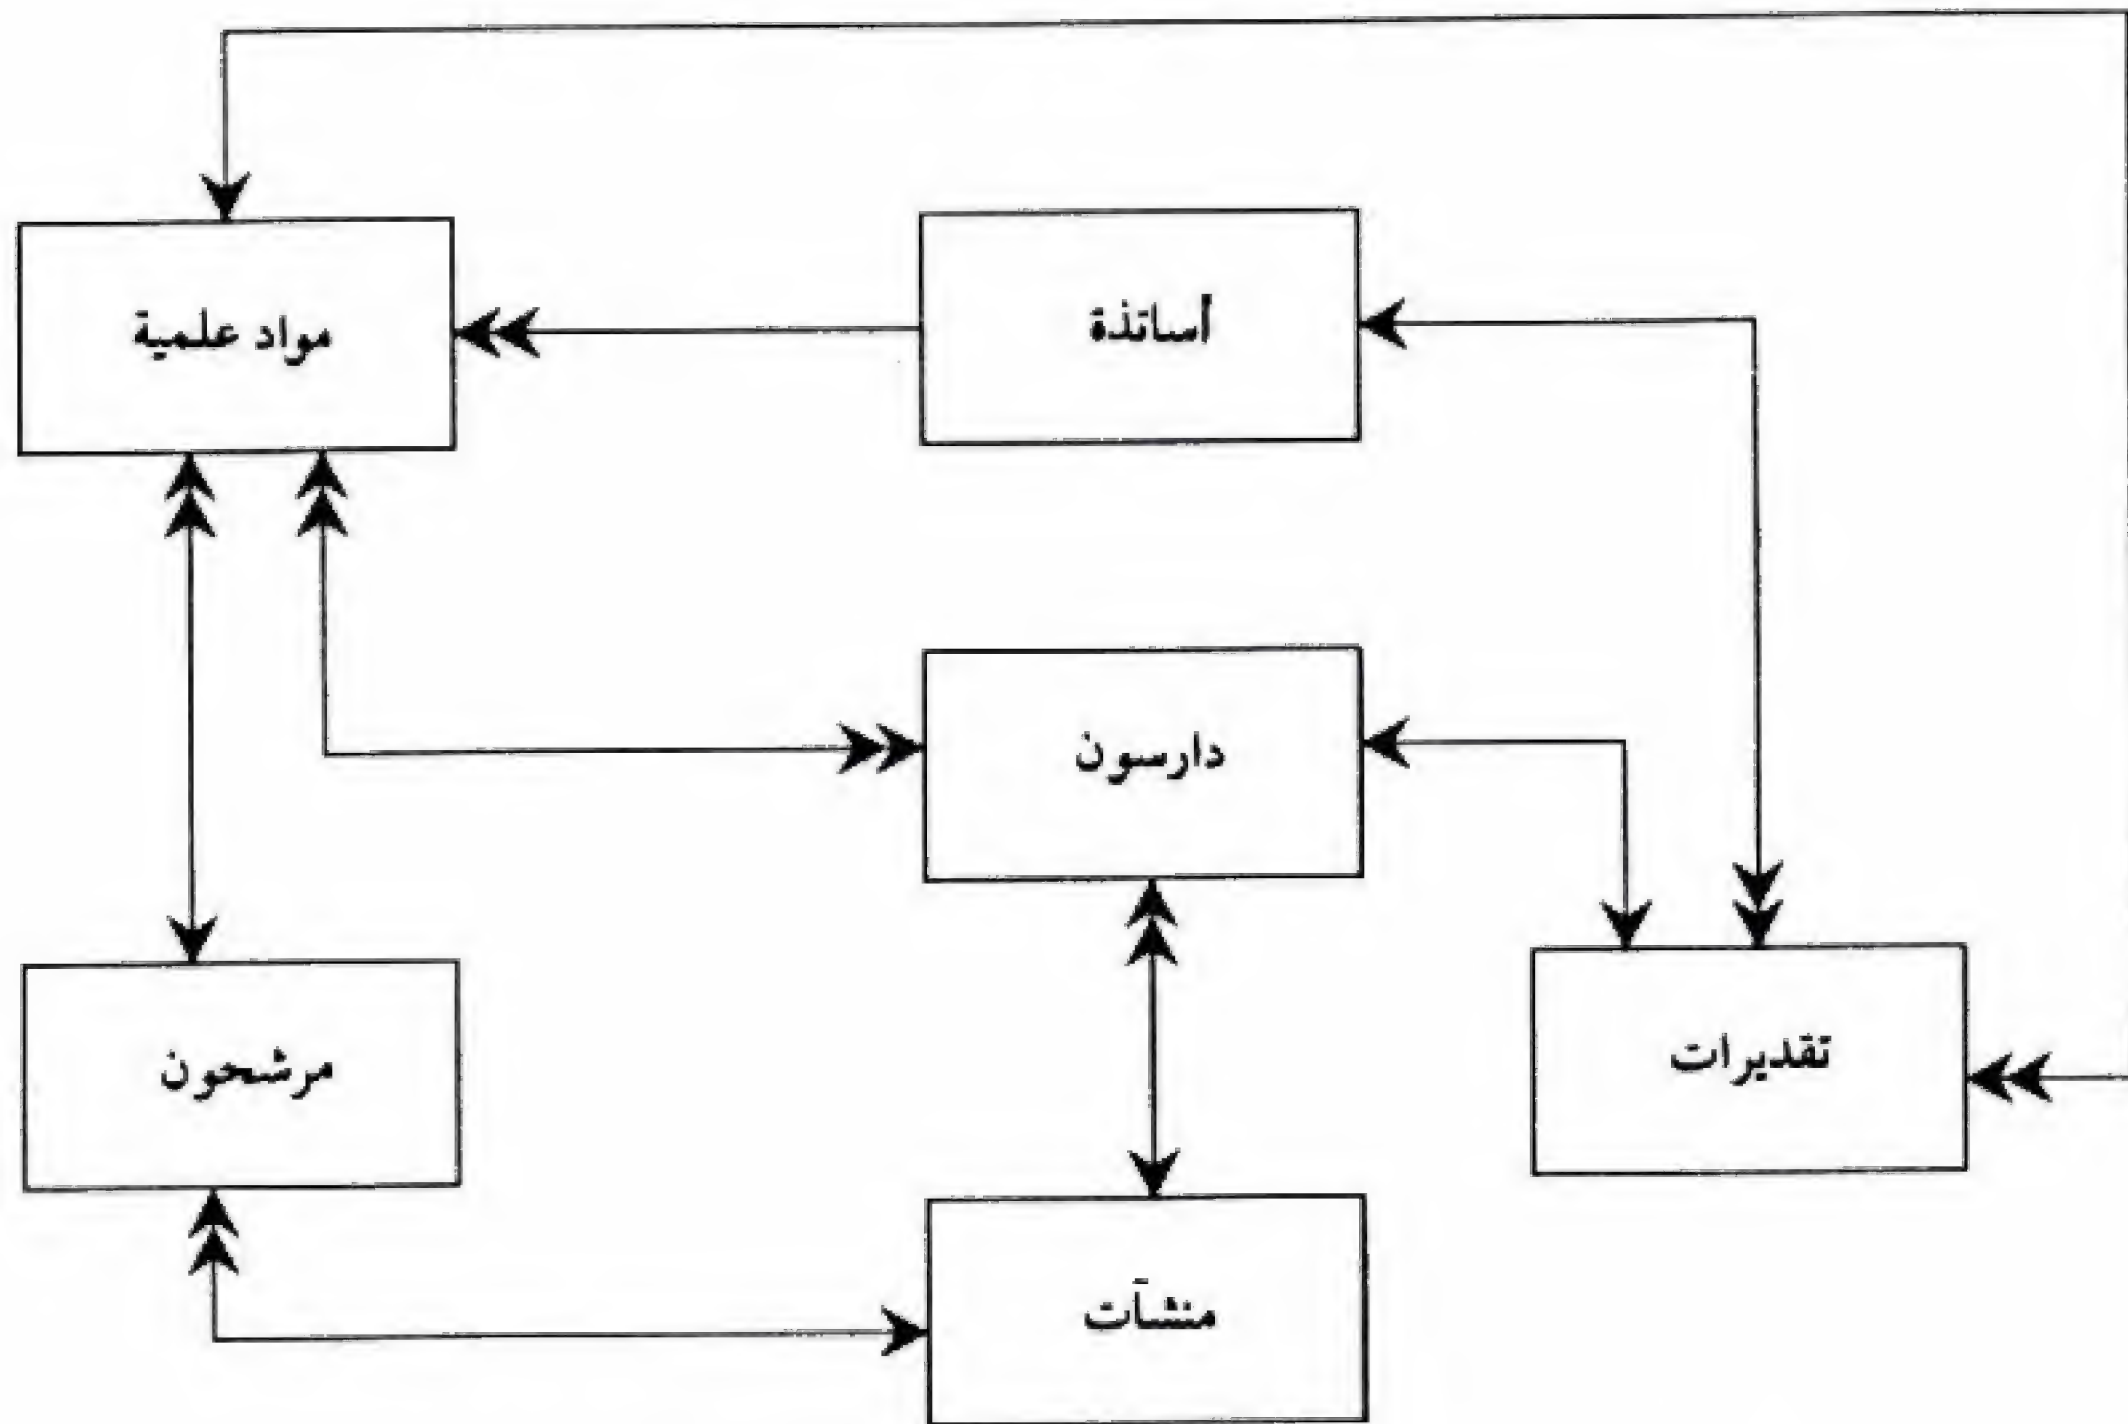 أساتذة
مواد علمية
دارسون
تقديرات
مرشحون
منشآت